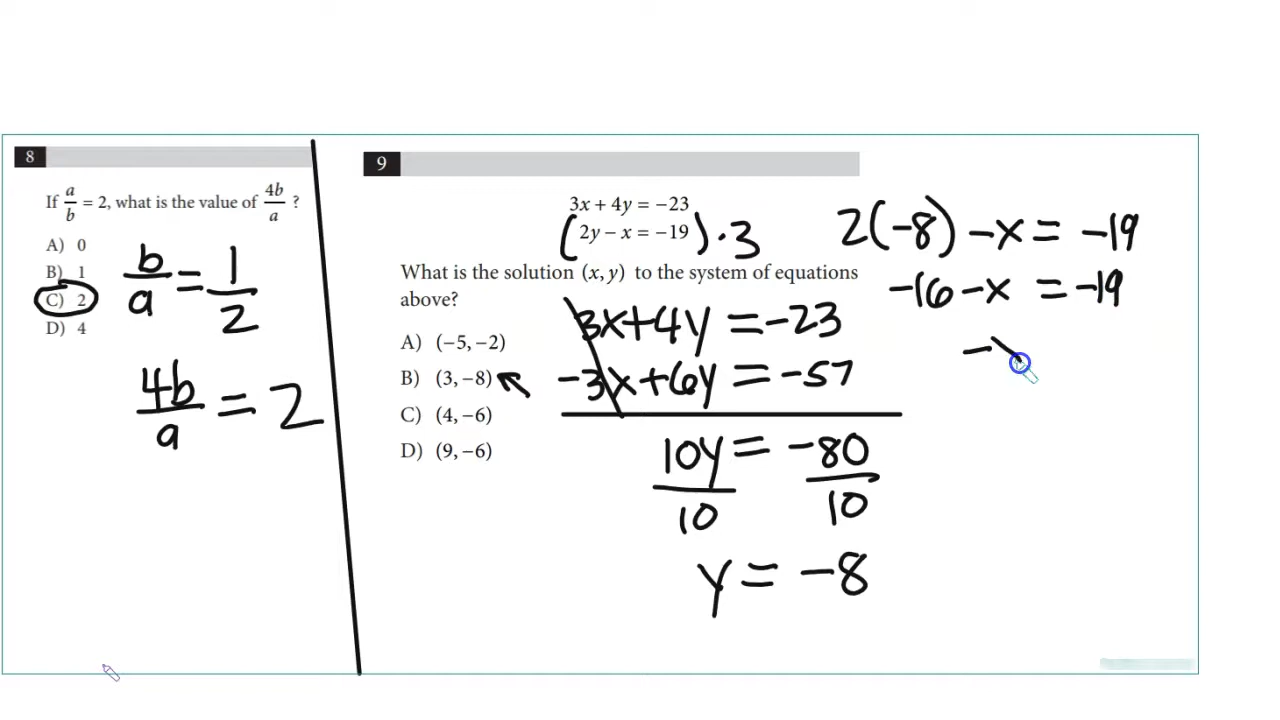 8
If a/b = 2, what is the value of 4b/a ?
A) 0
B) 1
C) 2
D) 4
b/a = 1/2
4b/a = 2
9
3x + 4y = −23
(2y − x = −19) · 3
What is the solution (x, y) to the system of equations
above?
A) (−5, −2)
B) (3, −8)
C) (4, −6)
D) (9, −6)
3x+4y = −23
−3x+6y = −57
10y = −80
10 10
y = −8
2(−8) −x = −19
−16 −x = −19
−x